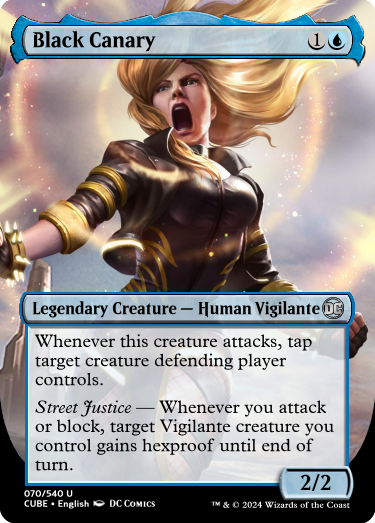 Black Canary 1
Legendary Creature — Human Vigilante DC
Whenever this creature attacks, tap
target creature defending player
controls.
Street Justice — Whenever you attack
or block, target Vigilante creature you
control gains hexproof until end of
turn.
2/2
070/540 U
CUBE • English DC COMICS
™ & © 2024 Wizards of the Coast